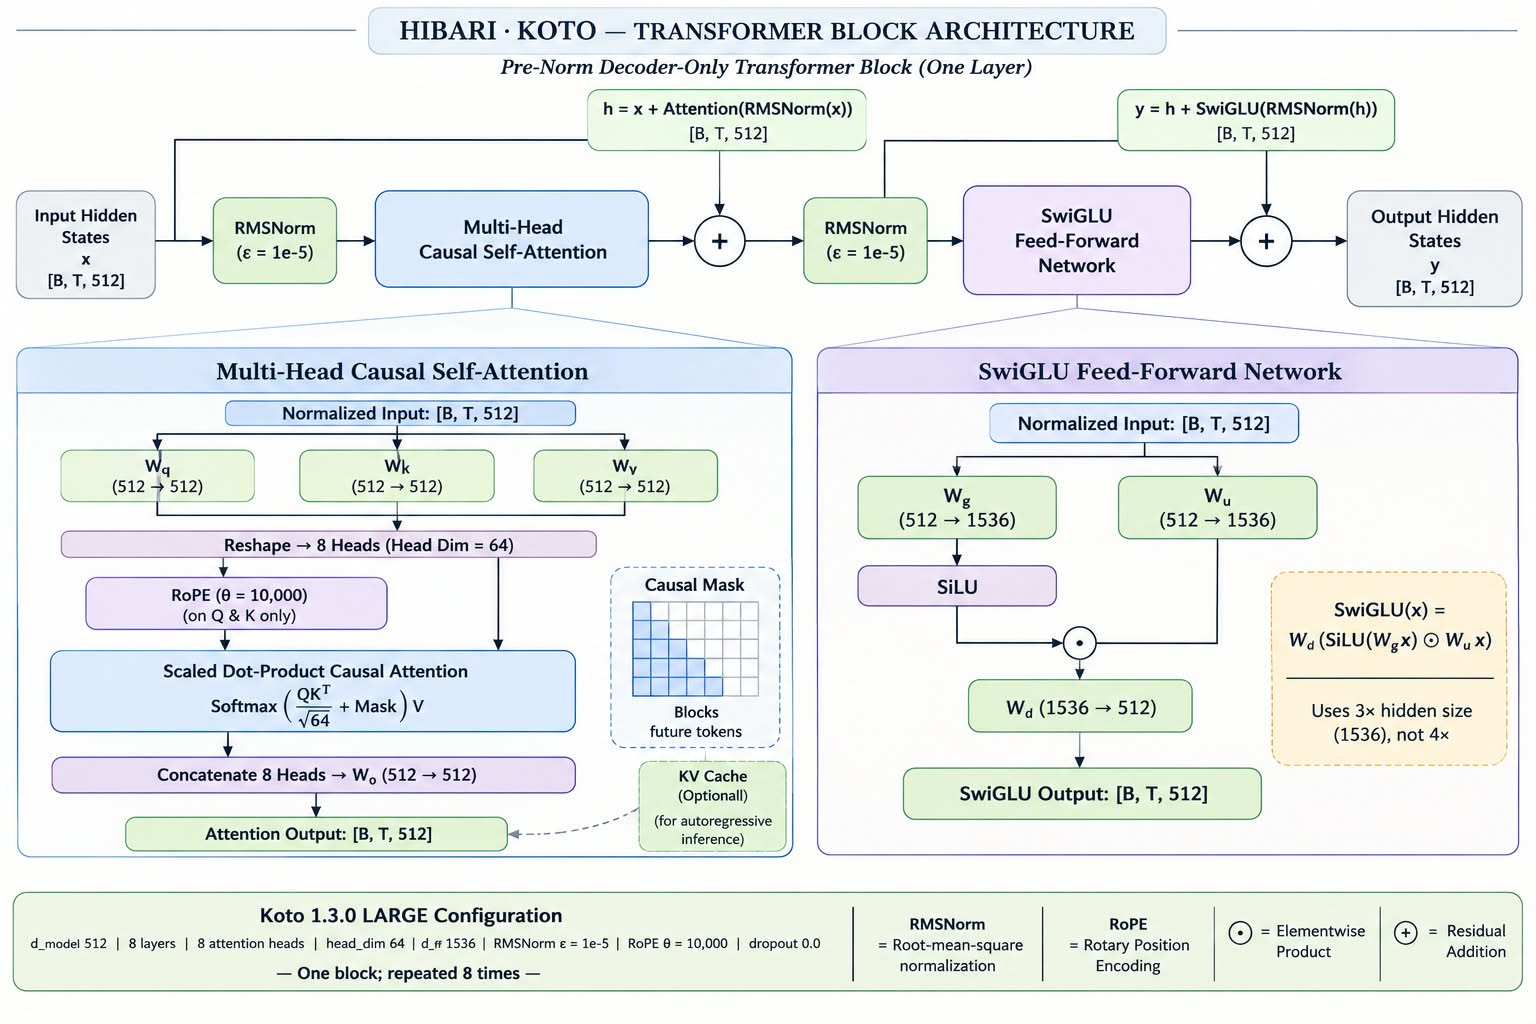 HIBARI · KOTO — TRANSFORMER BLOCK ARCHITECTURE
Pre-Norm Decoder-Only Transformer Block (One Layer)
h = x + Attention(RMSNorm(x))
[B, T, 512]
y = h + SwiGLU(RMSNorm(h))
[B, T, 512]
Input Hidden
States
x
[B, T, 512]
RMSNorm
(ε = 1e-5)
Multi-Head
Causal Self-Attention
+
RMSNorm
(ε = 1e-5)
SwiGLU
Feed-Forward
Network
+
Output Hidden
States
y
[B, T, 512]
Multi-Head Causal Self-Attention
Normalized Input: [B, T, 512]
Wq
(512 → 512)
Wk
(512 → 512)
Wv
(512 → 512)
Reshape → 8 Heads (Head Dim = 64)
RoPE (θ = 10,000)
(on Q & K only)
Scaled Dot-Product Causal Attention
Softmax ( QK^T / √64 + Mask ) V
Concatenate 8 Heads → Wo (512 → 512)
Attention Output: [B, T, 512]
Causal Mask
Blocks
future tokens
KV Cache
(Optionall)
(for autoregressive
inference)
SwiGLU Feed-Forward Network
Normalized Input: [B, T, 512]
Wg
(512 → 1536)
Wu
(512 → 1536)
SiLU
Wd (1536 → 512)
SwiGLU Output: [B, T, 512]
SwiGLU(x) =
Wd (SiLU(Wg x) ⊙ Wu x)
Uses 3× hidden size
(1536), not 4×
Koto 1.3.0 LARGE Configuration
d_model 512 | 8 layers | 8 attention heads | head_dim 64 | d_ff 1536 | RMSNorm ε = 1e-5 | RoPE θ = 10,000 | dropout 0.0
— One block; repeated 8 times —
RMSNorm
= Root-mean-square
normalization
RoPE
= Rotary Position
Encoding
⊙ = Elementwise
Product
⊕ = Residual
Addition